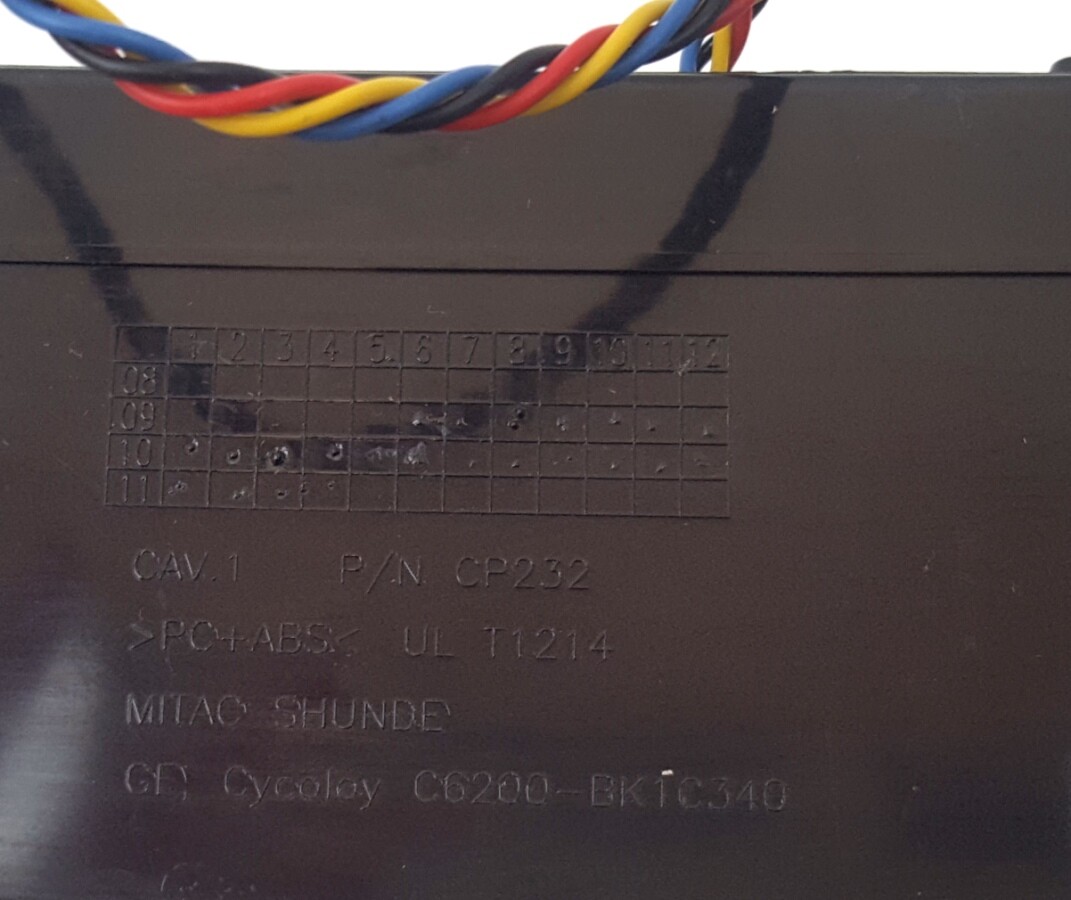 1 2 3 4 5 6 7 8 9 10 11 12
08
09
10
11
CAV.1 P/N CP232
>PC+ABS< UL T1214
MITAC SHUNDE
GE, Cycoloy C6200-BK1C340